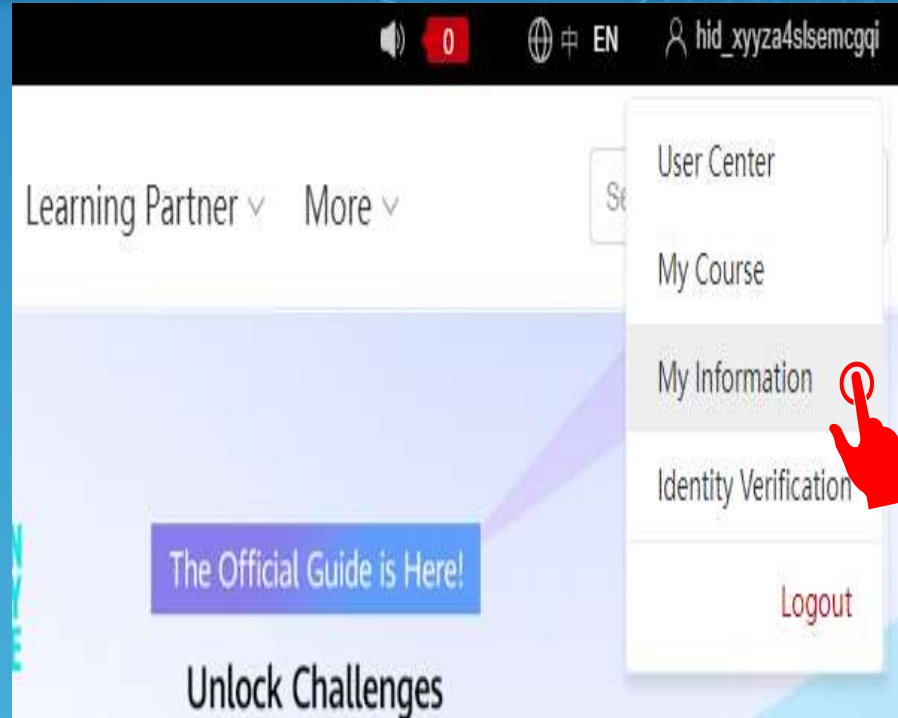 0 中 EN hid_xyyza4slsemcgqi
Learning Partner More
User Center
My Course
My Information
Identity Verification
Logout
The Official Guide is Here!
Unlock Challenges